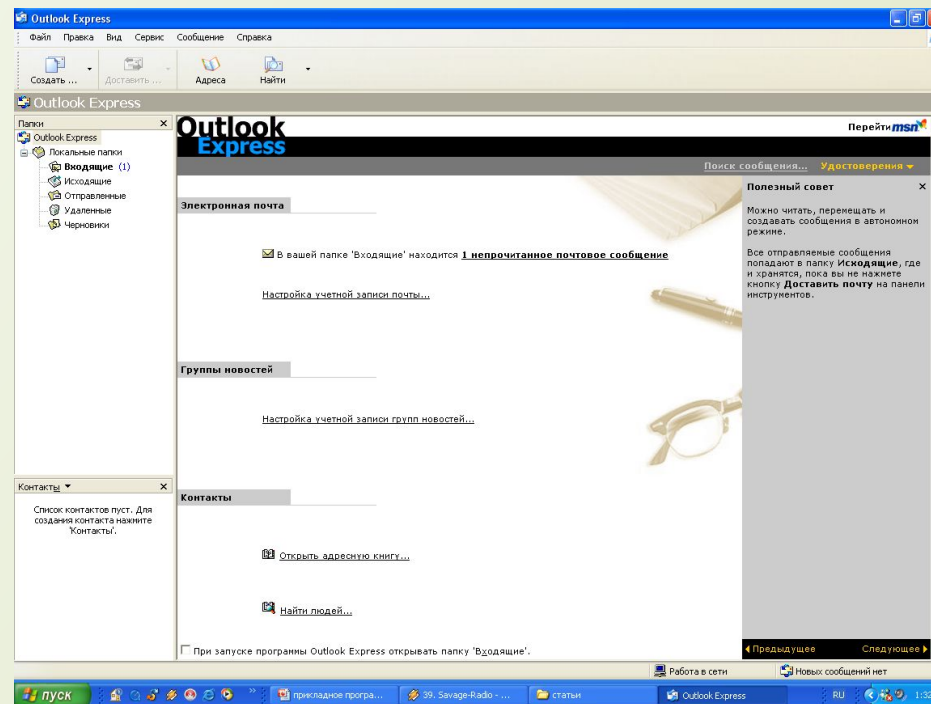 Outlook Express
Файл Правка Вид Сервис Сообщение Справка
Создать ... Доставить ... Адреса Найти
Outlook Express
Папки
Outlook Express
Локальные папки
Входящие (1)
Исходящие
Отправленные
Удаленные
Черновики
Контакты
Список контактов пуст. Для
создания контакта нажмите
'Контакты'.
Outlook
Express
Перейти msn
Поиск сообщения... Удостоверения
Электронная почта
В вашей папке 'Входящие' находится 1 непрочитанное почтовое сообщение
Настройка учетной записи почты...
Группы новостей
Настройка учетной записи групп новостей...
Контакты
Открыть адресную книгу...
Найти людей...
При запуске программы Outlook Express открывать папку 'Входящие'.
Полезный совет
Можно читать, перемещать и
создавать сообщения в автономном
режиме.
Все отправляемые сообщения
попадают в папку Исходящие, где
и хранятся, пока вы не нажмете
кнопку Доставить почту на панели
инструментов.
Предыдущее Следующее
Работа в сети Новых сообщений нет
пуск прикладное програ... 39. Savage-Radio - ... статьи Outlook Express RU